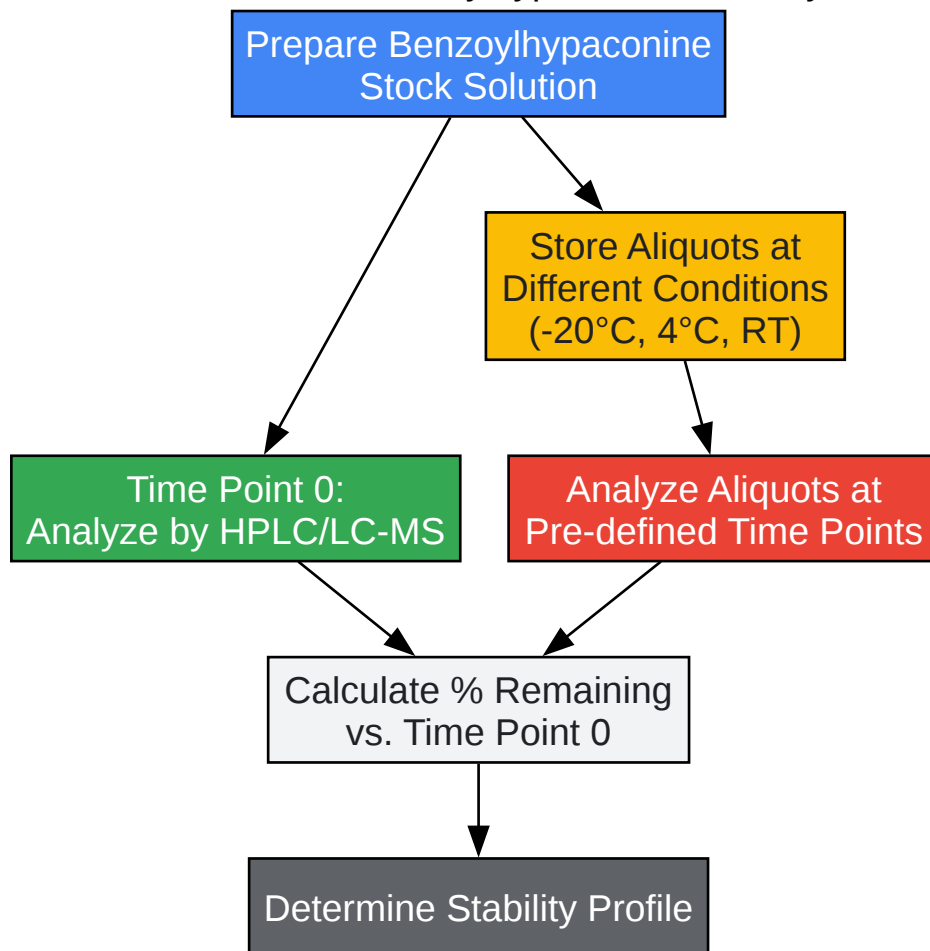 Prepare Benzoylhypaconine
Stock Solution
Store Aliquots at
Different Conditions
(-20°C, 4°C, RT)
Time Point 0:
Analyze by HPLC/LC-MS
Analyze Aliquots at
Pre-defined Time Points
Calculate % Remaining
vs. Time Point 0
Determine Stability Profile